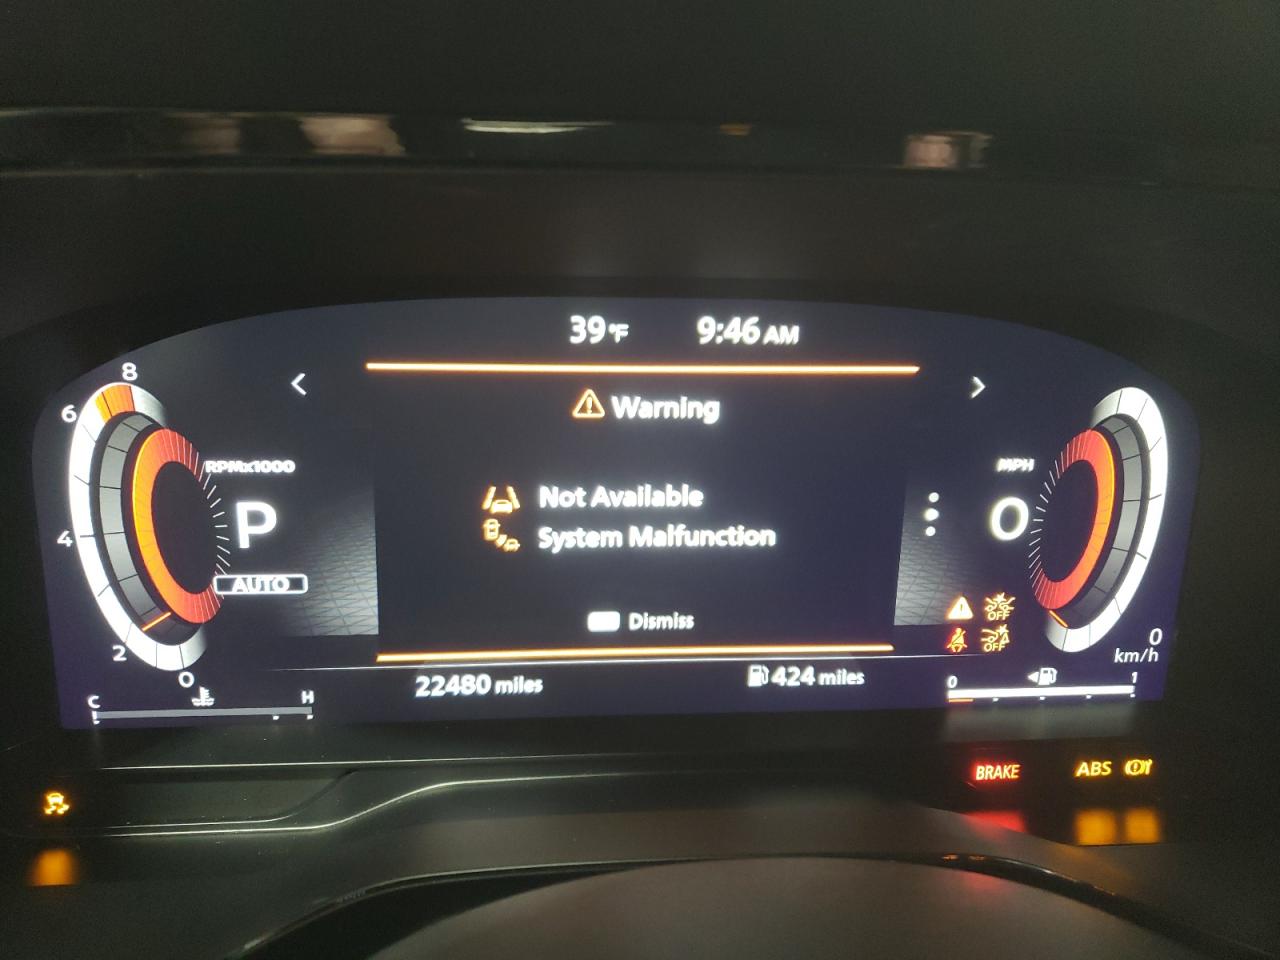 39°F 9:46 AM
8
6
Warning
RPMx1000
MPH
Not Available
P
0
4
System Malfunction
AUTO
OFF
Dismiss
OFF
2
0
km/h
0
22480 miles
424 miles
0 1
C H
BRAKE ABS